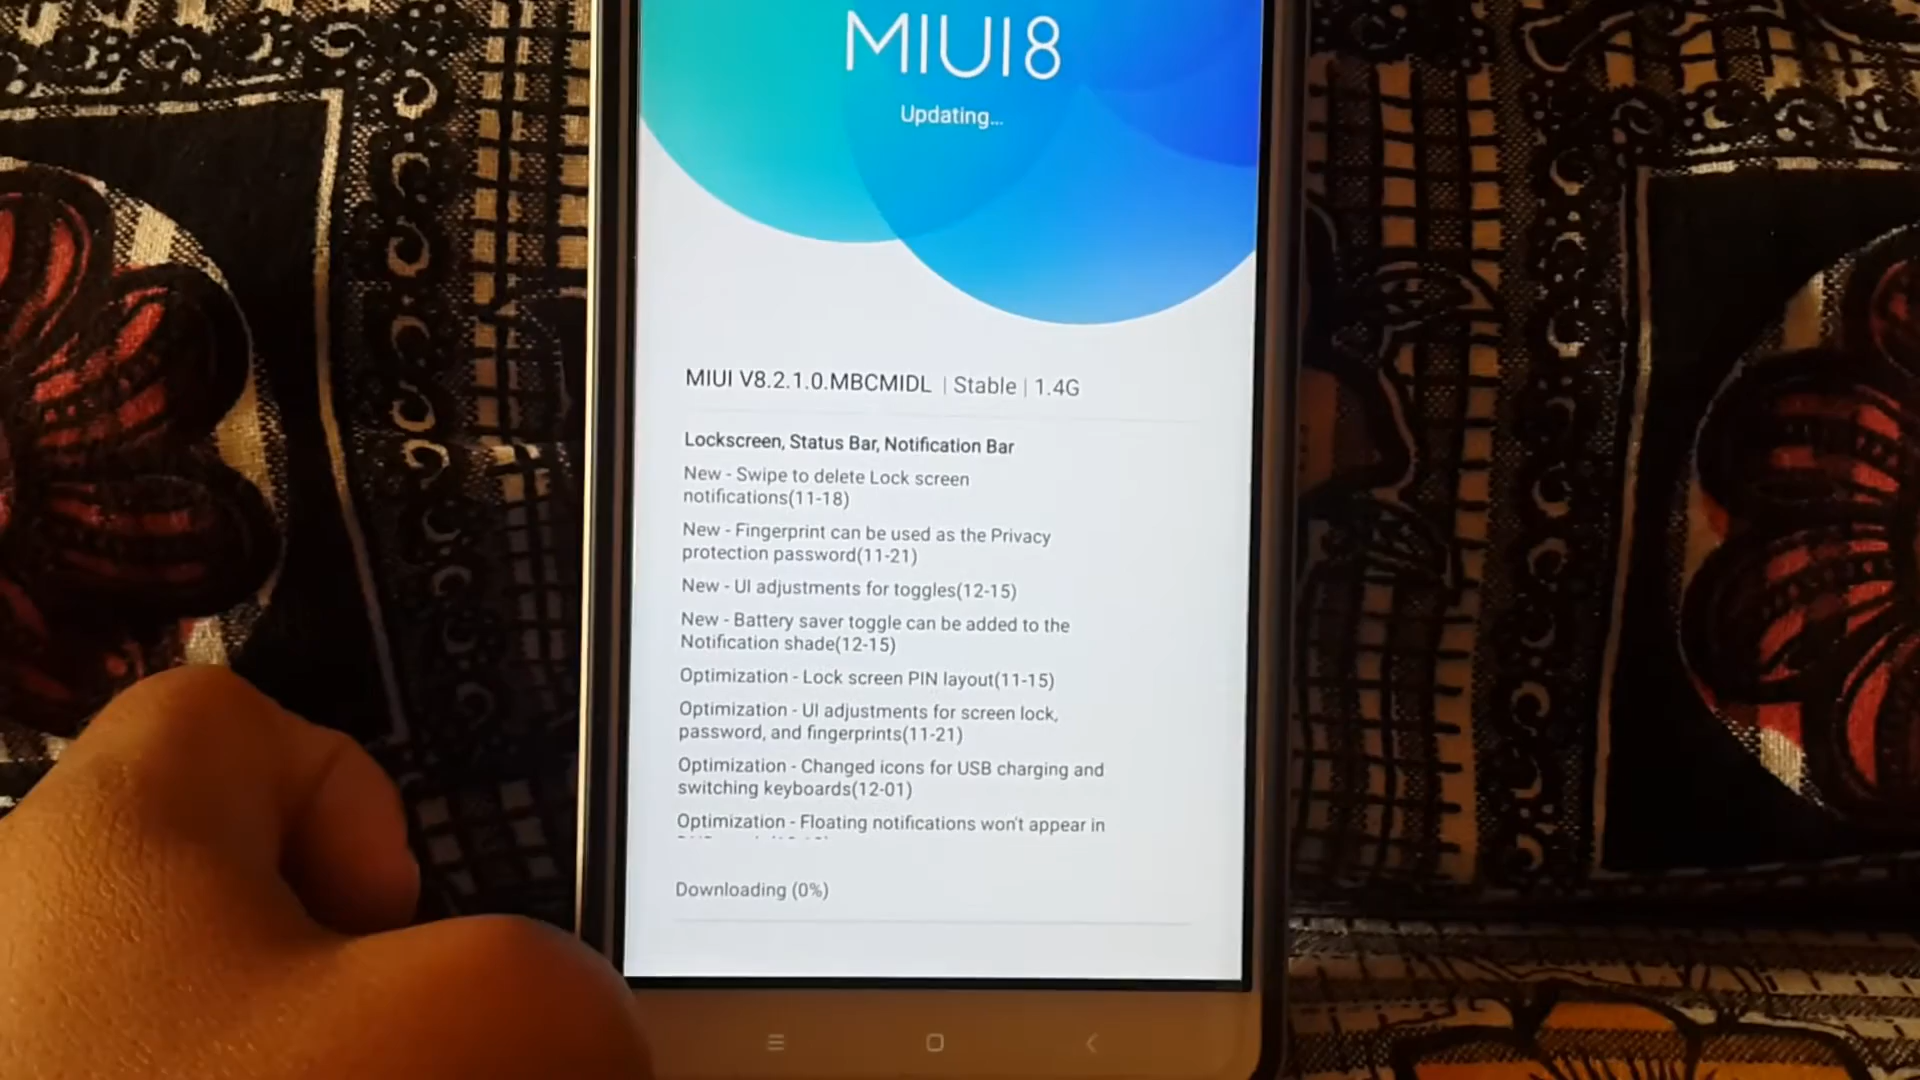 MIUI8
Updating...
MIUI V8.2.1.0.MBCMIDL | Stable | 1.4G
Lockscreen, Status Bar, Notification Bar
New - Swipe to delete Lock screen
notifications(11-18)
New - Fingerprint can be used as the Privacy
protection password(11-21)
New - UI adjustments for toggles(12-15)
New - Battery saver toggle can be added to the
Notification shade(12-15)
Optimization - Lock screen PIN layout(11-15)
Optimization - UI adjustments for screen lock,
password, and fingerprints(11-21)
Optimization - Changed icons for USB charging and
switching keyboards(12-01)
Optimization - Floating notifications won't appear in
Downloading (0%)